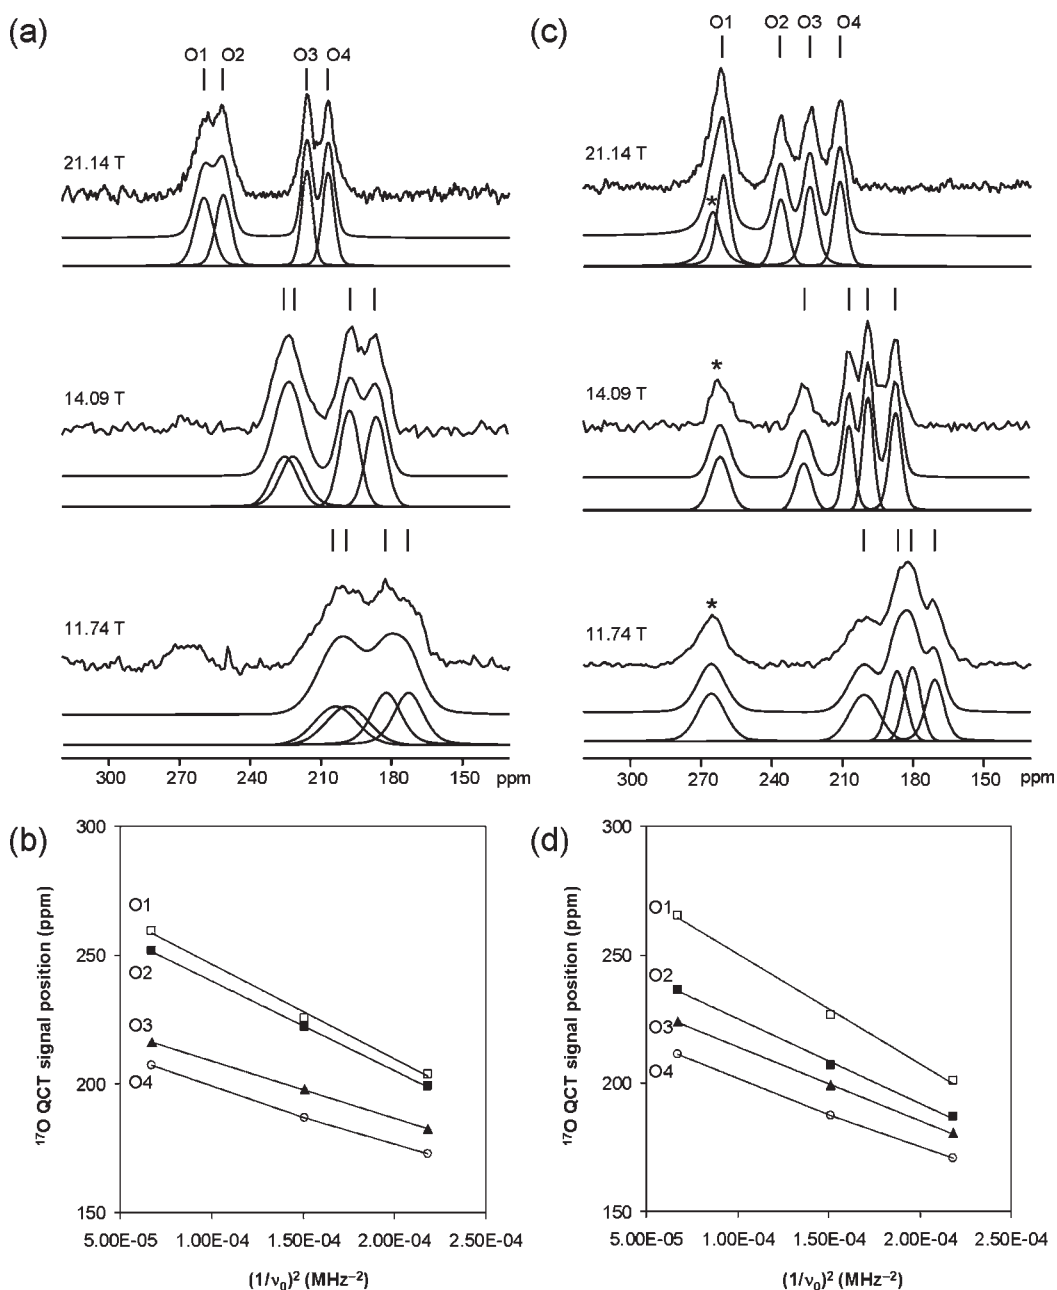 (a)
O1 O2 O3 O4
21.14 T
14.09 T
11.74 T
300 270 240 210 180 150 ppm
(c)
O1 O2 O3 O4
21.14 T
*
14.09 T
*
11.74 T
*
300 270 240 210 180 150 ppm
(b)
300
250
200
150
¹⁷O QCT signal position (ppm)
O1
O2
O3
O4
5.00E-05 1.00E-04 1.50E-04 2.00E-04 2.50E-04
(1/ν₀)² (MHz⁻²)
(d)
300
250
200
150
¹⁷O QCT signal position (ppm)
O1
O2
O3
O4
5.00E-05 1.00E-04 1.50E-04 2.00E-04 2.50E-04
(1/ν₀)² (MHz⁻²)